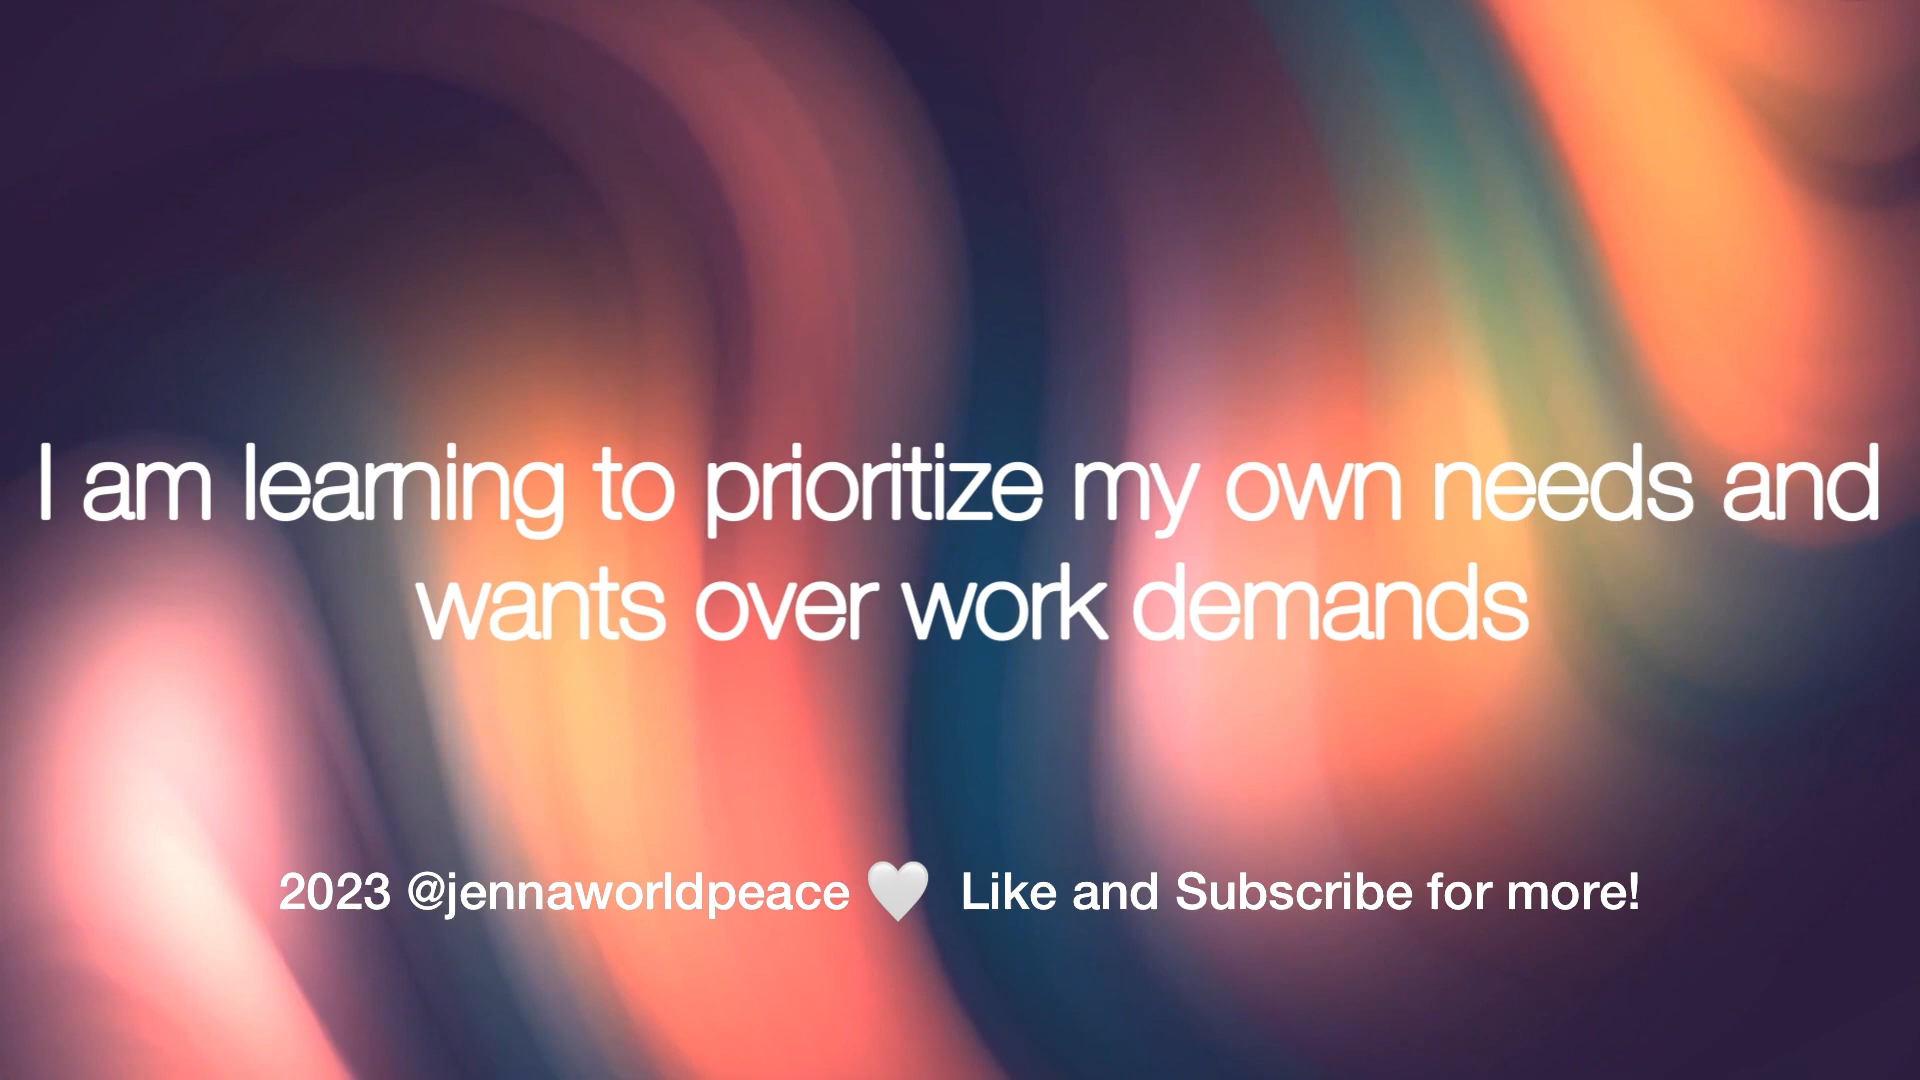 I am learning to prioritize my own needs and
wants over work demands
2023 @jennaworldpeace 🤍 Like and Subscribe for more!